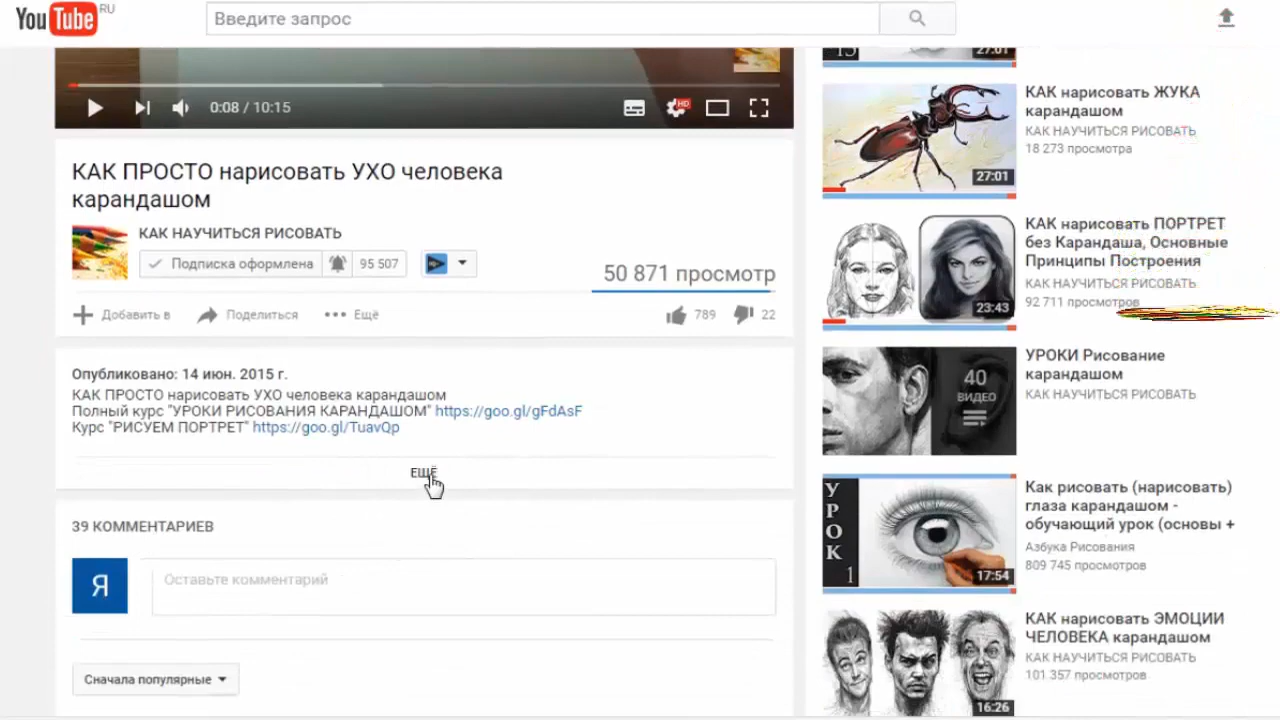 You Tube RU
Введите запрос
0:08 / 10:15
HD
КАК ПРОСТО нарисовать УХО человека
карандашом
КАК НАУЧИТЬСЯ РИСОВАТЬ
Подписка оформлена
95 507
50 871 просмотр
Добавить в
Поделиться
Ещё
789
22
Опубликовано: 14 июн. 2015 г.
КАК ПРОСТО нарисовать УХО человека карандашом
Полный курс "УРОКИ РИСОВАНИЯ КАРАНДАШОМ" https://goo.gl/gFdAsF
Курс "РИСУЕМ ПОРТРЕТ" https://goo.gl/TuavQp
ЕЩЁ
39 КОММЕНТАРИЕВ
Я
Оставьте комментарий
Сначала популярные
27:01
КАК нарисовать ЖУКА
карандашом
КАК НАУЧИТЬСЯ РИСОВАТЬ
18 273 просмотра
27:01
КАК нарисовать ПОРТРЕТ
без Карандаша, Основные
Принципы Построения
КАК НАУЧИТЬСЯ РИСОВАТЬ
92 711 просмотров
23:43
УРОКИ Рисование
карандашом
КАК НАУЧИТЬСЯ РИСОВАТЬ
40
ВИДЕО
Как рисовать (нарисовать)
глаза карандашом -
обучающий урок (основы +
Азбука Рисования
809 745 просмотров
УРОК 1
17:54
КАК нарисовать ЭМОЦИИ
ЧЕЛОВЕКА карандашом
КАК НАУЧИТЬСЯ РИСОВАТЬ
101 357 просмотров
16:26